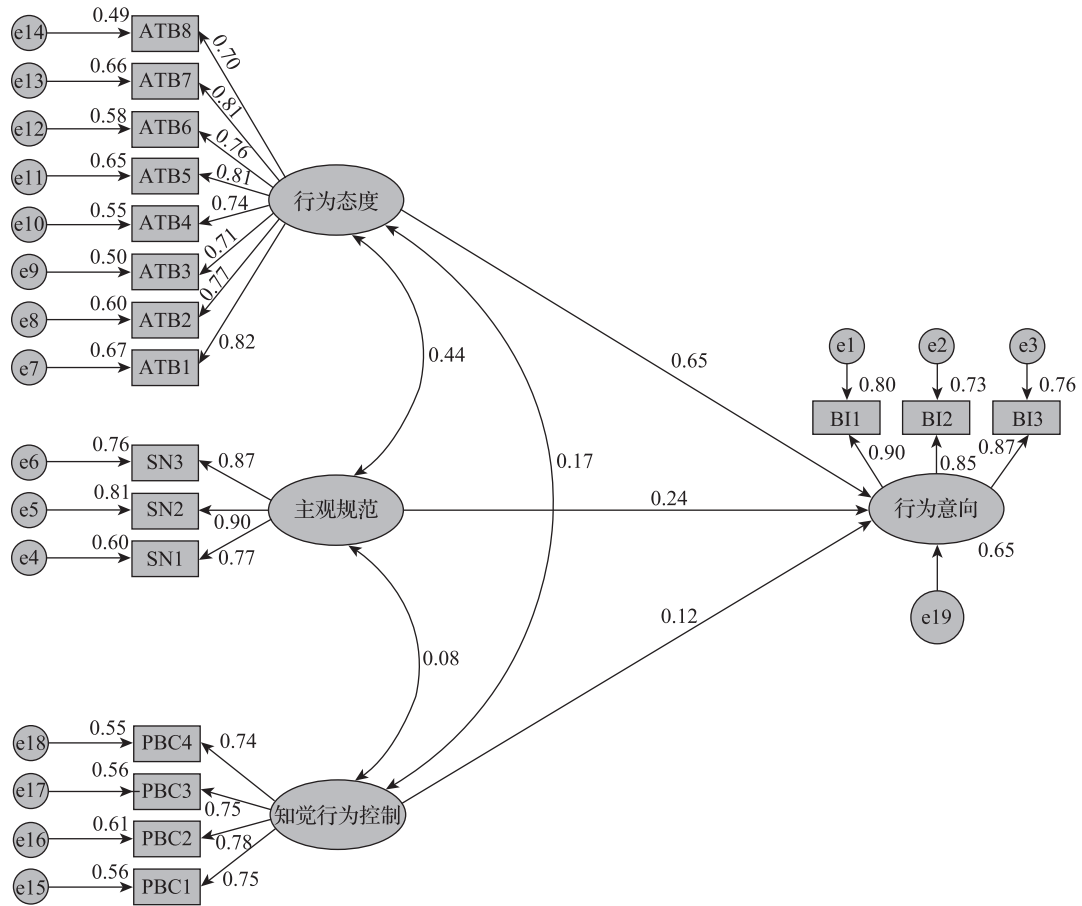 e14 0.49 ATB8 0.70
e13 0.66 ATB7 0.81
e12 0.58 ATB6 0.76
e11 0.65 ATB5 0.81
e10 0.55 ATB4 0.74
e9 0.50 ATB3 0.71
e8 0.60 ATB2 0.77
e7 0.67 ATB1 0.82
行为态度
0.44
0.65
0.17
e6 0.76 SN3 0.87
e5 0.81 SN2 0.90
e4 0.60 SN1 0.77
主观规范
0.24
0.08
0.12
e1 e2 e3
0.80 0.73 0.76
BI1 BI2 BI3
0.90 0.85 0.87
行为意向
0.65
e19
e18 0.55 PBC4 0.74
e17 0.56 PBC3 0.75
e16 0.61 PBC2 0.78
e15 0.56 PBC1 0.75
知觉行为控制